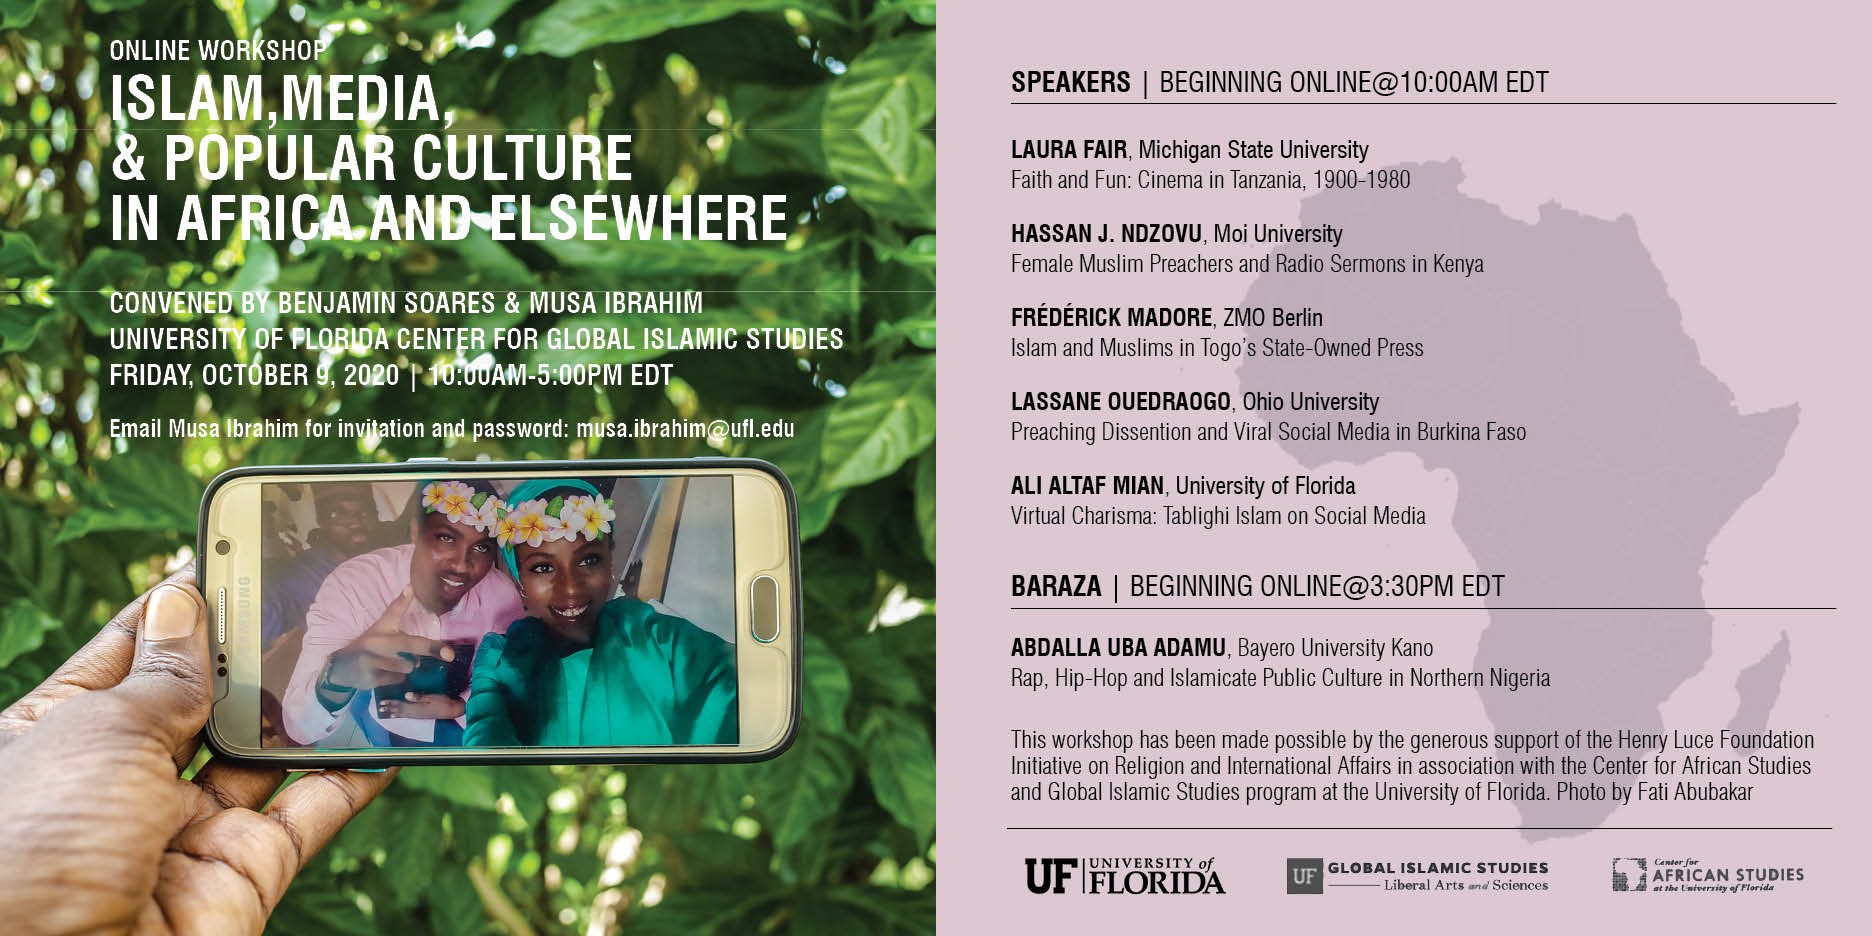 ONLINE WORKSHOP
ISLAM,MEDIA,
& POPULAR CULTURE
IN AFRICA AND ELSEWHERE
CONVENED BY BENJAMIN SOARES & MUSA IBRAHIM
UNIVERSITY OF FLORIDA CENTER FOR GLOBAL ISLAMIC STUDIES
FRIDAY, OCTOBER 9, 2020 | 10:00AM-5:00PM EDT
Email Musa Ibrahim for invitation and password: musa.ibrahim@ufl.edu
SAMSUNG
SPEAKERS | BEGINNING ONLINE@10:00AM EDT
LAURA FAIR, Michigan State University
Faith and Fun: Cinema in Tanzania, 1900-1980
HASSAN J. NDZOVU, Moi University
Female Muslim Preachers and Radio Sermons in Kenya
FRÉDÉRICK MADORE, ZMO Berlin
Islam and Muslims in Togo's State-Owned Press
LASSANE OUEDRAOGO, Ohio University
Preaching Dissention and Viral Social Media in Burkina Faso
ALI ALTAF MIAN, University of Florida
Virtual Charisma: Tablighi Islam on Social Media
BARAZA | BEGINNING ONLINE@3:30PM EDT
ABDALLA UBA ADAMU, Bayero University Kano
Rap, Hip-Hop and Islamicate Public Culture in Northern Nigeria
This workshop has been made possible by the generous support of the Henry Luce Foundation
Initiative on Religion and International Affairs in association with the Center for African Studies
and Global Islamic Studies program at the University of Florida. Photo by Fati Abubakar
UF UNIVERSITY of
FLORIDA
UF GLOBAL ISLAMIC STUDIES
Liberal Arts and Sciences
Center for
AFRICAN STUDIES
at the University of Florida